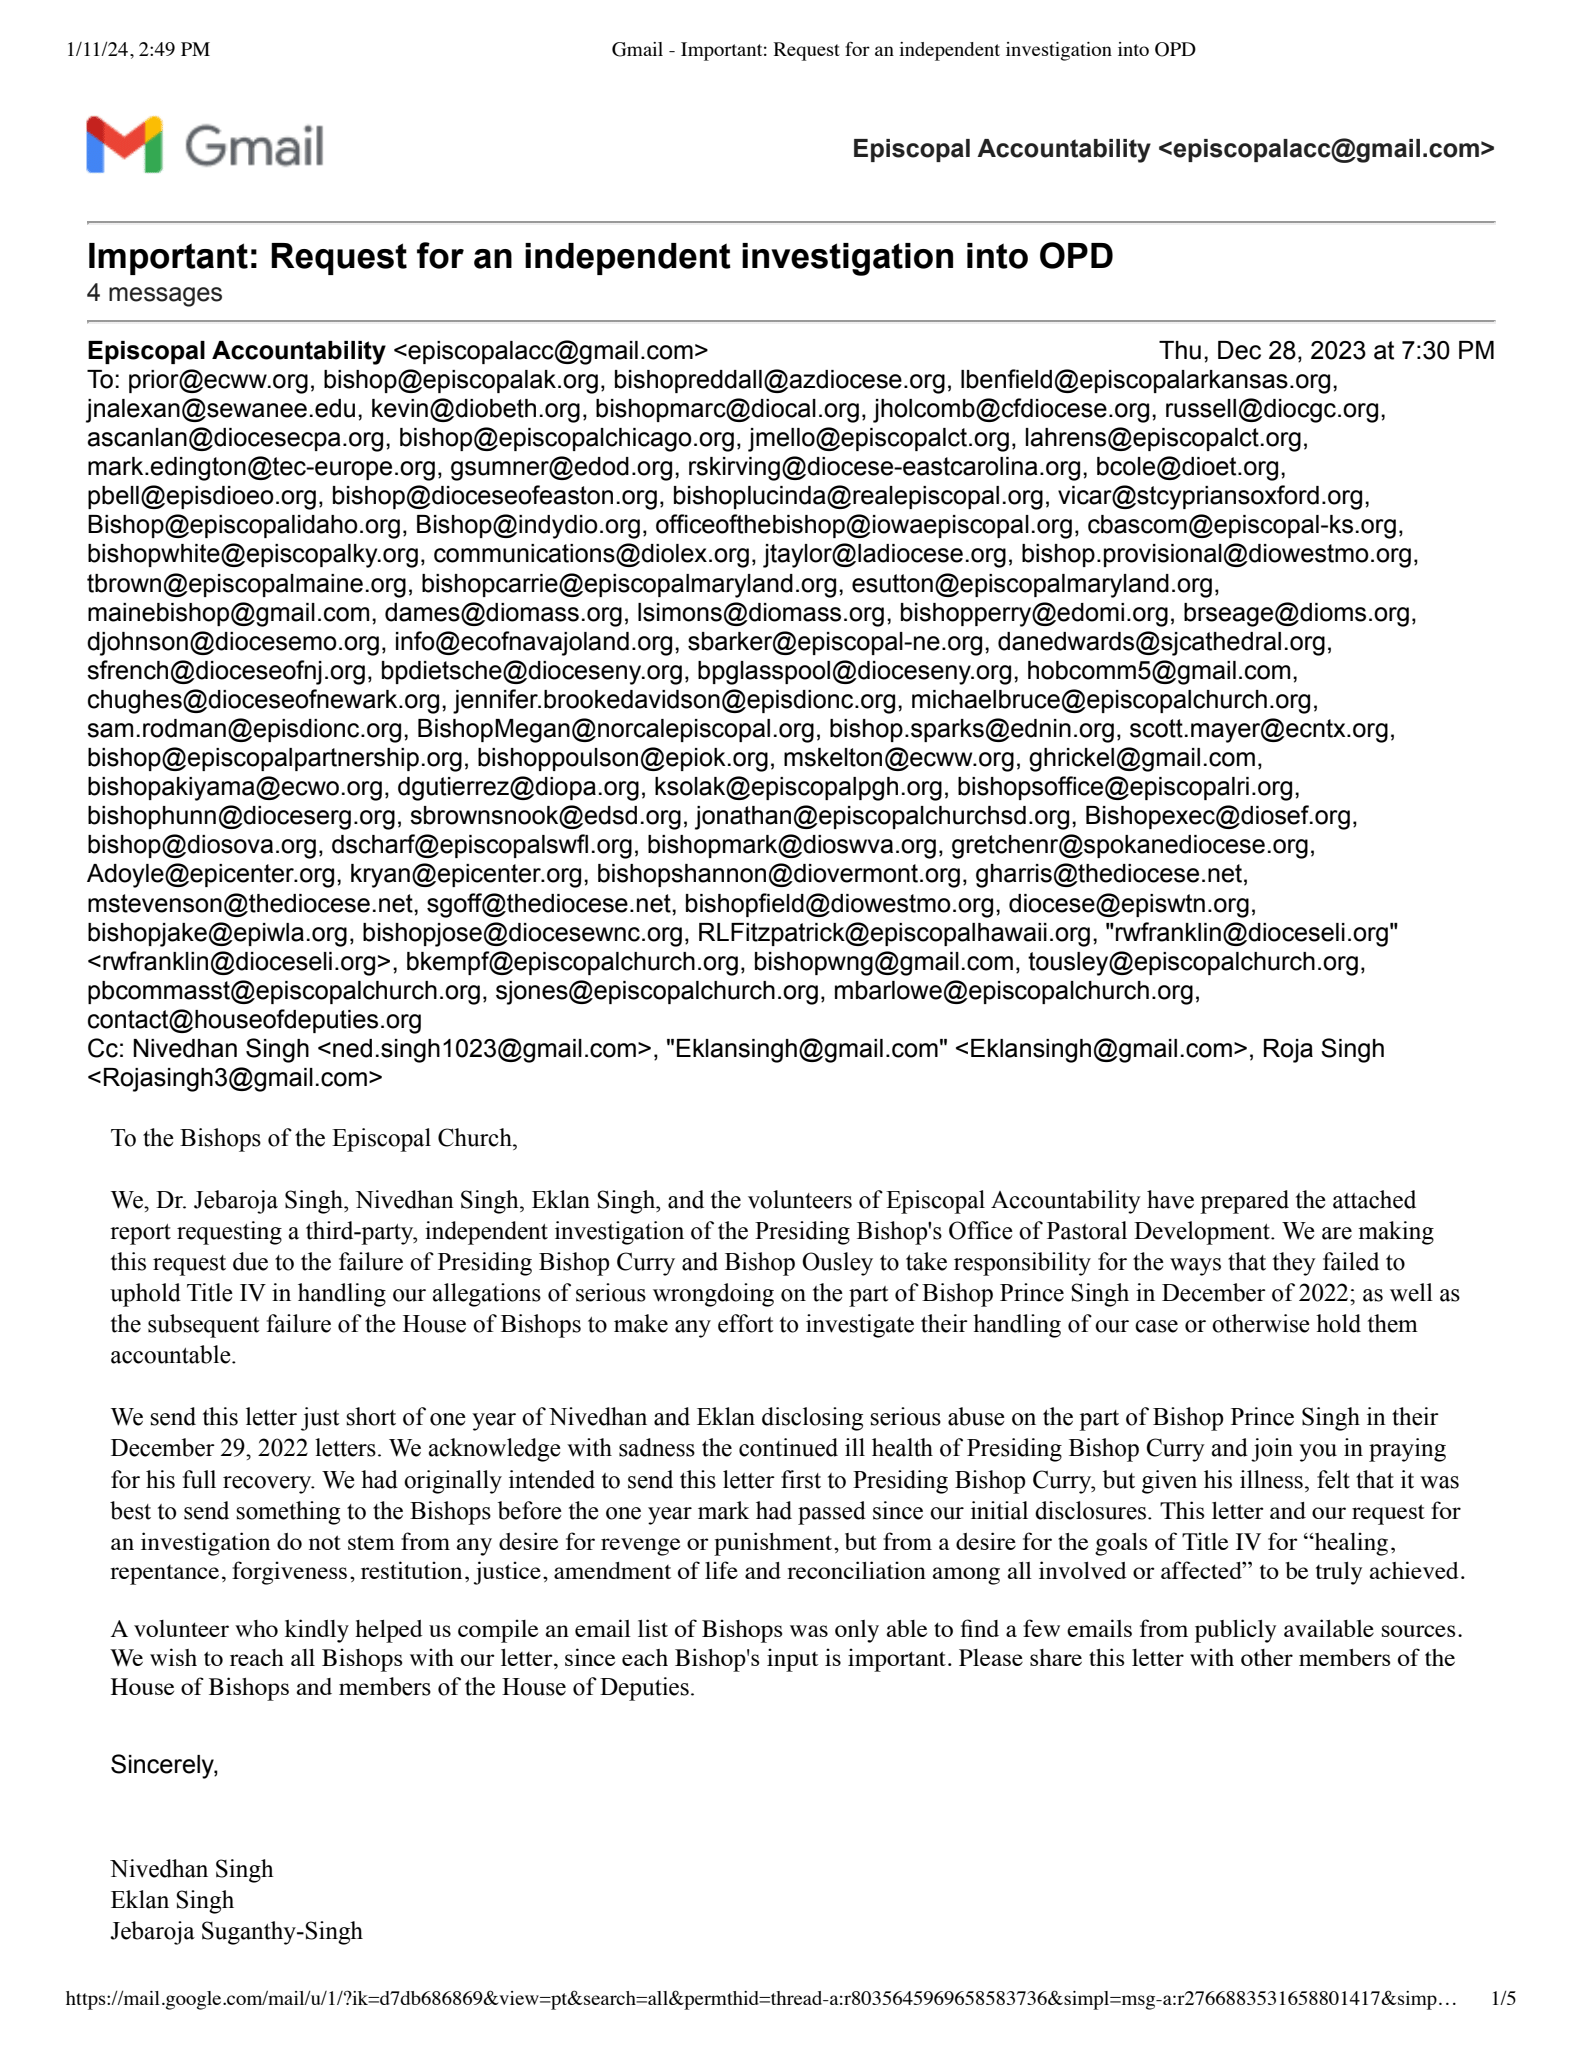 1/11/24, 2:49 PM Gmail - Important: Request for an independent investigation into OPD
Gmail Episcopal Accountability <episcopalacc@gmail.com>
Important: Request for an independent investigation into OPD
4 messages
Episcopal Accountability <episcopalacc@gmail.com> Thu, Dec 28, 2023 at 7:30 PM
To: prior@ecww.org, bishop@episcopalak.org, bishopreddall@azdiocese.org, lbenfield@episcopalarkansas.org,
jnalexan@sewanee.edu, kevin@diobeth.org, bishopmarc@diocal.org, jholcomb@cfdiocese.org, russell@diocgc.org,
ascanlan@diocesecpa.org, bishop@episcopalchicago.org, jmello@episcopalct.org, lahrens@episcopalct.org,
mark.edington@tec-europe.org, gsumner@edod.org, rskirving@diocese-eastcarolina.org, bcole@dioet.org,
pbell@episdioeo.org, bishop@dioceseofeaston.org, bishoplucinda@realepiscopal.org, vicar@stcypriansoxford.org,
Bishop@episcopalidaho.org, Bishop@indydio.org, officeofthebishop@iowaepiscopal.org, cbascom@episcopal-ks.org,
bishopwhite@episcopalky.org, communications@diolex.org, jtaylor@ladiocese.org, bishop.provisional@diowestmo.org,
tbrown@episcopalmaine.org, bishopcarrie@episcopalmaryland.org, esutton@episcopalmaryland.org,
mainebishop@gmail.com, dames@diomass.org, lsimons@diomass.org, bishopperry@edomi.org, brseage@dioms.org,
djohnson@diocesemo.org, info@ecofnavajoland.org, sbarker@episcopal-ne.org, danedwards@sjcathedral.org,
sfrench@dioceseofnj.org, bpdietsche@dioceseny.org, bpglasspool@dioceseny.org, hobcomm5@gmail.com,
chughes@dioceseofnewark.org, jennifer.brookedavidson@episdionc.org, michaelbruce@episcopalchurch.org,
sam.rodman@episdionc.org, BishopMegan@norcalepiscopal.org, bishop.sparks@ednin.org, scott.mayer@ecntx.org,
bishop@episcopalpartnership.org, bishoppoulson@epiok.org, mskelton@ecww.org, ghrickel@gmail.com,
bishopakiyama@ecwo.org, dgutierrez@diopa.org, ksolak@episcopalpgh.org, bishopsoffice@episcopalri.org,
bishophunn@dioceserg.org, sbrownsnook@edsd.org, jonathan@episcopalchurchsd.org, Bishopexec@diosef.org,
bishop@diosova.org, dscharf@episcopalswfl.org, bishopmark@dioswva.org, gretchenr@spokanediocese.org,
Adoyle@epicenter.org, kryan@epicenter.org, bishopshannon@diovermont.org, gharris@thediocese.net,
mstevenson@thediocese.net, sgoff@thediocese.net, bishopfield@diowestmo.org, diocese@episwtn.org,
bishopjake@epiwla.org, bishopjose@diocesewnc.org, RLFitzpatrick@episcopalhawaii.org, "rwfranklin@dioceseli.org"
<rwfranklin@dioceseli.org>, bkempf@episcopalchurch.org, bishopwng@gmail.com, tousley@episcopalchurch.org,
pbcommasst@episcopalchurch.org, sjones@episcopalchurch.org, mbarlowe@episcopalchurch.org,
contact@houseofdeputies.org
Cc: Nivedhan Singh <ned.singh1023@gmail.com>, "Eklansingh@gmail.com" <Eklansingh@gmail.com>, Roja Singh
<Rojasingh3@gmail.com>
To the Bishops of the Episcopal Church,
We, Dr. Jebaroja Singh, Nivedhan Singh, Eklan Singh, and the volunteers of Episcopal Accountability have prepared the attached
report requesting a third-party, independent investigation of the Presiding Bishop's Office of Pastoral Development. We are making
this request due to the failure of Presiding Bishop Curry and Bishop Ousley to take responsibility for the ways that they failed to
uphold Title IV in handling our allegations of serious wrongdoing on the part of Bishop Prince Singh in December of 2022; as well as
the subsequent failure of the House of Bishops to make any effort to investigate their handling of our case or otherwise hold them
accountable.
We send this letter just short of one year of Nivedhan and Eklan disclosing serious abuse on the part of Bishop Prince Singh in their
December 29, 2022 letters. We acknowledge with sadness the continued ill health of Presiding Bishop Curry and join you in praying
for his full recovery. We had originally intended to send this letter first to Presiding Bishop Curry, but given his illness, felt that it was
best to send something to the Bishops before the one year mark had passed since our initial disclosures. This letter and our request for
an investigation do not stem from any desire for revenge or punishment, but from a desire for the goals of Title IV for “healing,
repentance, forgiveness, restitution, justice, amendment of life and reconciliation among all involved or affected” to be truly achieved.
A volunteer who kindly helped us compile an email list of Bishops was only able to find a few emails from publicly available sources.
We wish to reach all Bishops with our letter, since each Bishop's input is important. Please share this letter with other members of the
House of Bishops and members of the House of Deputies.
Sincerely,
Nivedhan Singh
Eklan Singh
Jebaroja Suganthy-Singh
https://mail.google.com/mail/u/1/?ik=d7db686869&view=pt&search=all&permthid=thread-a:r8035645969658583736&simpl=msg-a:r2766883531658801417&simp… 1/5